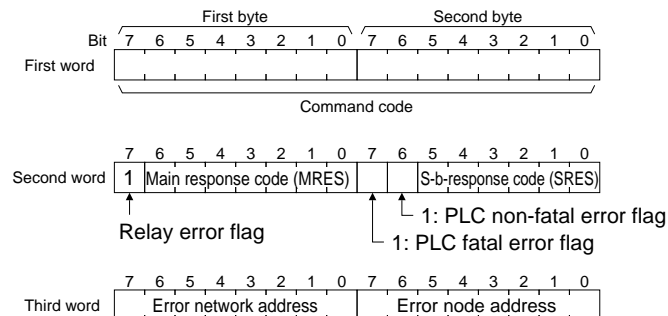 First byte Second byte
Bit 7 6 5 4 3 2 1 0 7 6 5 4 3 2 1 0
First word
Command code
7 6 5 4 3 2 1 0 7 6 5 4 3 2 1 0
Second word 1 Main response code (MRES) S-b-response code (SRES)
Relay error flag
1: PLC non-fatal error flag
1: PLC fatal error flag
7 6 5 4 3 2 1 0 7 6 5 4 3 2 1 0
Third word Error network address Error node address